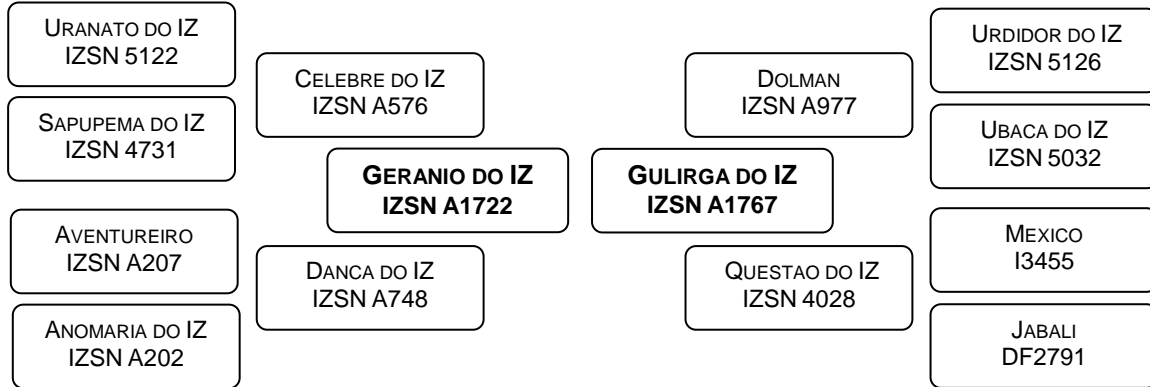 URANATO DO IZ
IZSN 5122
SAPUPEMA DO IZ
IZSN 4731
CELEBRE DO IZ
IZSN A576
GERANIO DO IZ
IZSN A1722
AVENTUREIRO
IZSN A207
ANOMARIA DO IZ
IZSN A202
DANCA DO IZ
IZSN A748
DOLMAN
IZSN A977
GULIRGA DO IZ
IZSN A1767
QUESTAO DO IZ
IZSN 4028
URDIDOR DO IZ
IZSN 5126
UBACA DO IZ
IZSN 5032
MEXICO
I3455
JABALI
DF2791